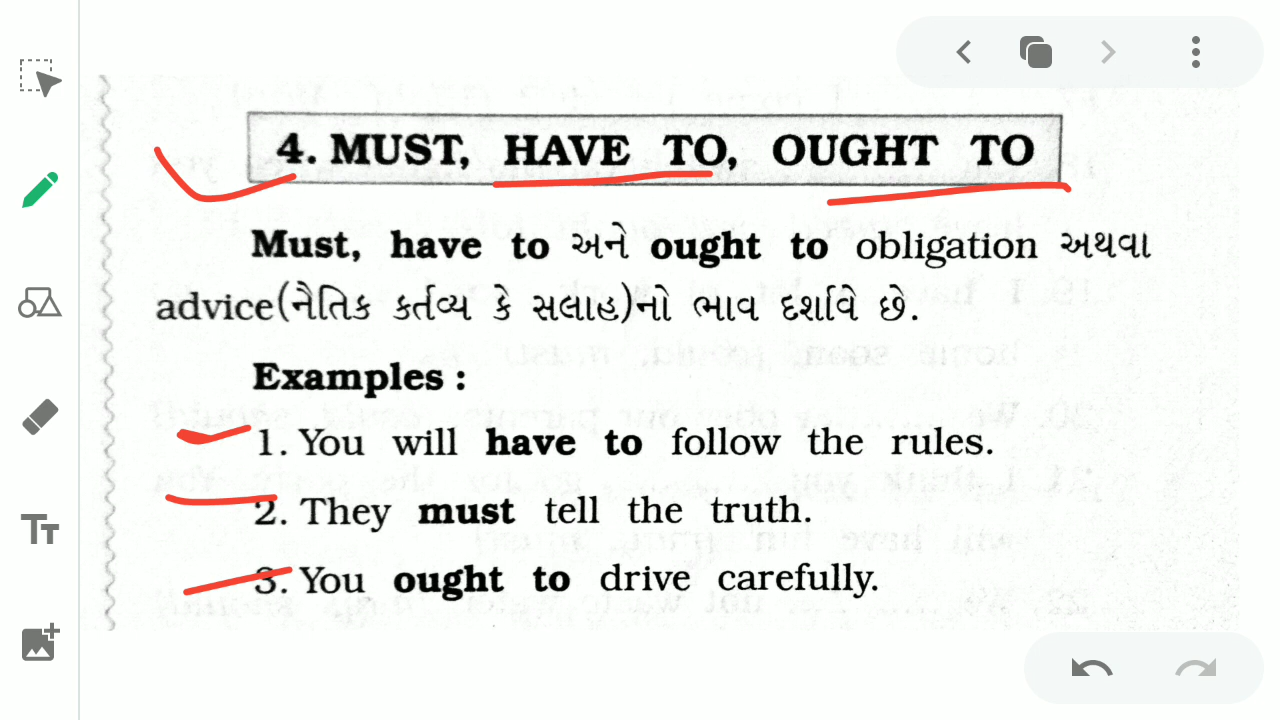 4. MUST, HAVE TO, OUGHT TO
Must, have to અને ought to obligation અથવા
advice(નૈતિક કર્તવ્ય કે સલાહ)નો ભાવ દર્શાવે છે.
Examples :
1. You will have to follow the rules.
2. They must tell the truth.
3. You ought to drive carefully.